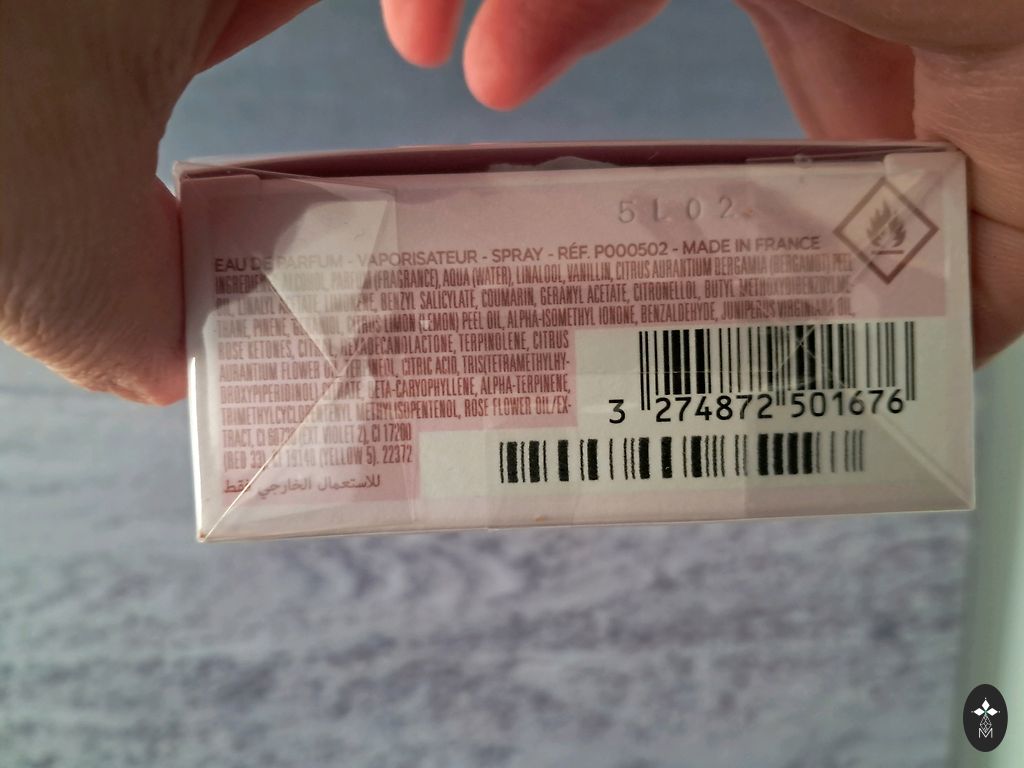 5L02
EAU DE PARFUM - VAPORISATEUR - SPRAY - RÉF. P000502 - MADE IN FRANCE
ALCOHOL, PARFUM (FRAGRANCE), AQUA (WATER), LINALOOL, VANILLIN, CITRUS AURANTIUM BERGAMIA (BERGAMOT) PEEL
OIL, LINALYL ACETATE, LIMONENE, BENZYL SALICYLATE, COUMARIN, GERANYL ACETATE, CITRONELLOL, BUTYL METHOXYDIBENZOYLME-
THANE, PINENE, GERANIOL, CITRUS LIMON (LEMON) PEEL OIL, ALPHA-ISOMETHYL IONONE, BENZALDEHYDE, JUNIPERUS VIRGINIANA OIL,
ROSE KETONES, CITRAL, HEXADECANOLACTONE, TERPINOLENE, CITRUS
AURANTIUM FLOWER OIL, TERPINEOL, CITRIC ACID, TRIS(TETRAMETHYLHY-
DROXYPIPERIDINOL) CITRATE, BETA-CARYOPHYLLENE, ALPHA-TERPINENE,
TRIMETHYLCYCLOPENTENYL METHYLISOPENTENOL, ROSE FLOWER OIL/EX-
TRACT, CI 60730 (EXT. VIOLET 2), CI 17200
(RED 33), CI 19140 (YELLOW 5). 22372
للاستعمال الخارجي فقط
3 274872 501676
M